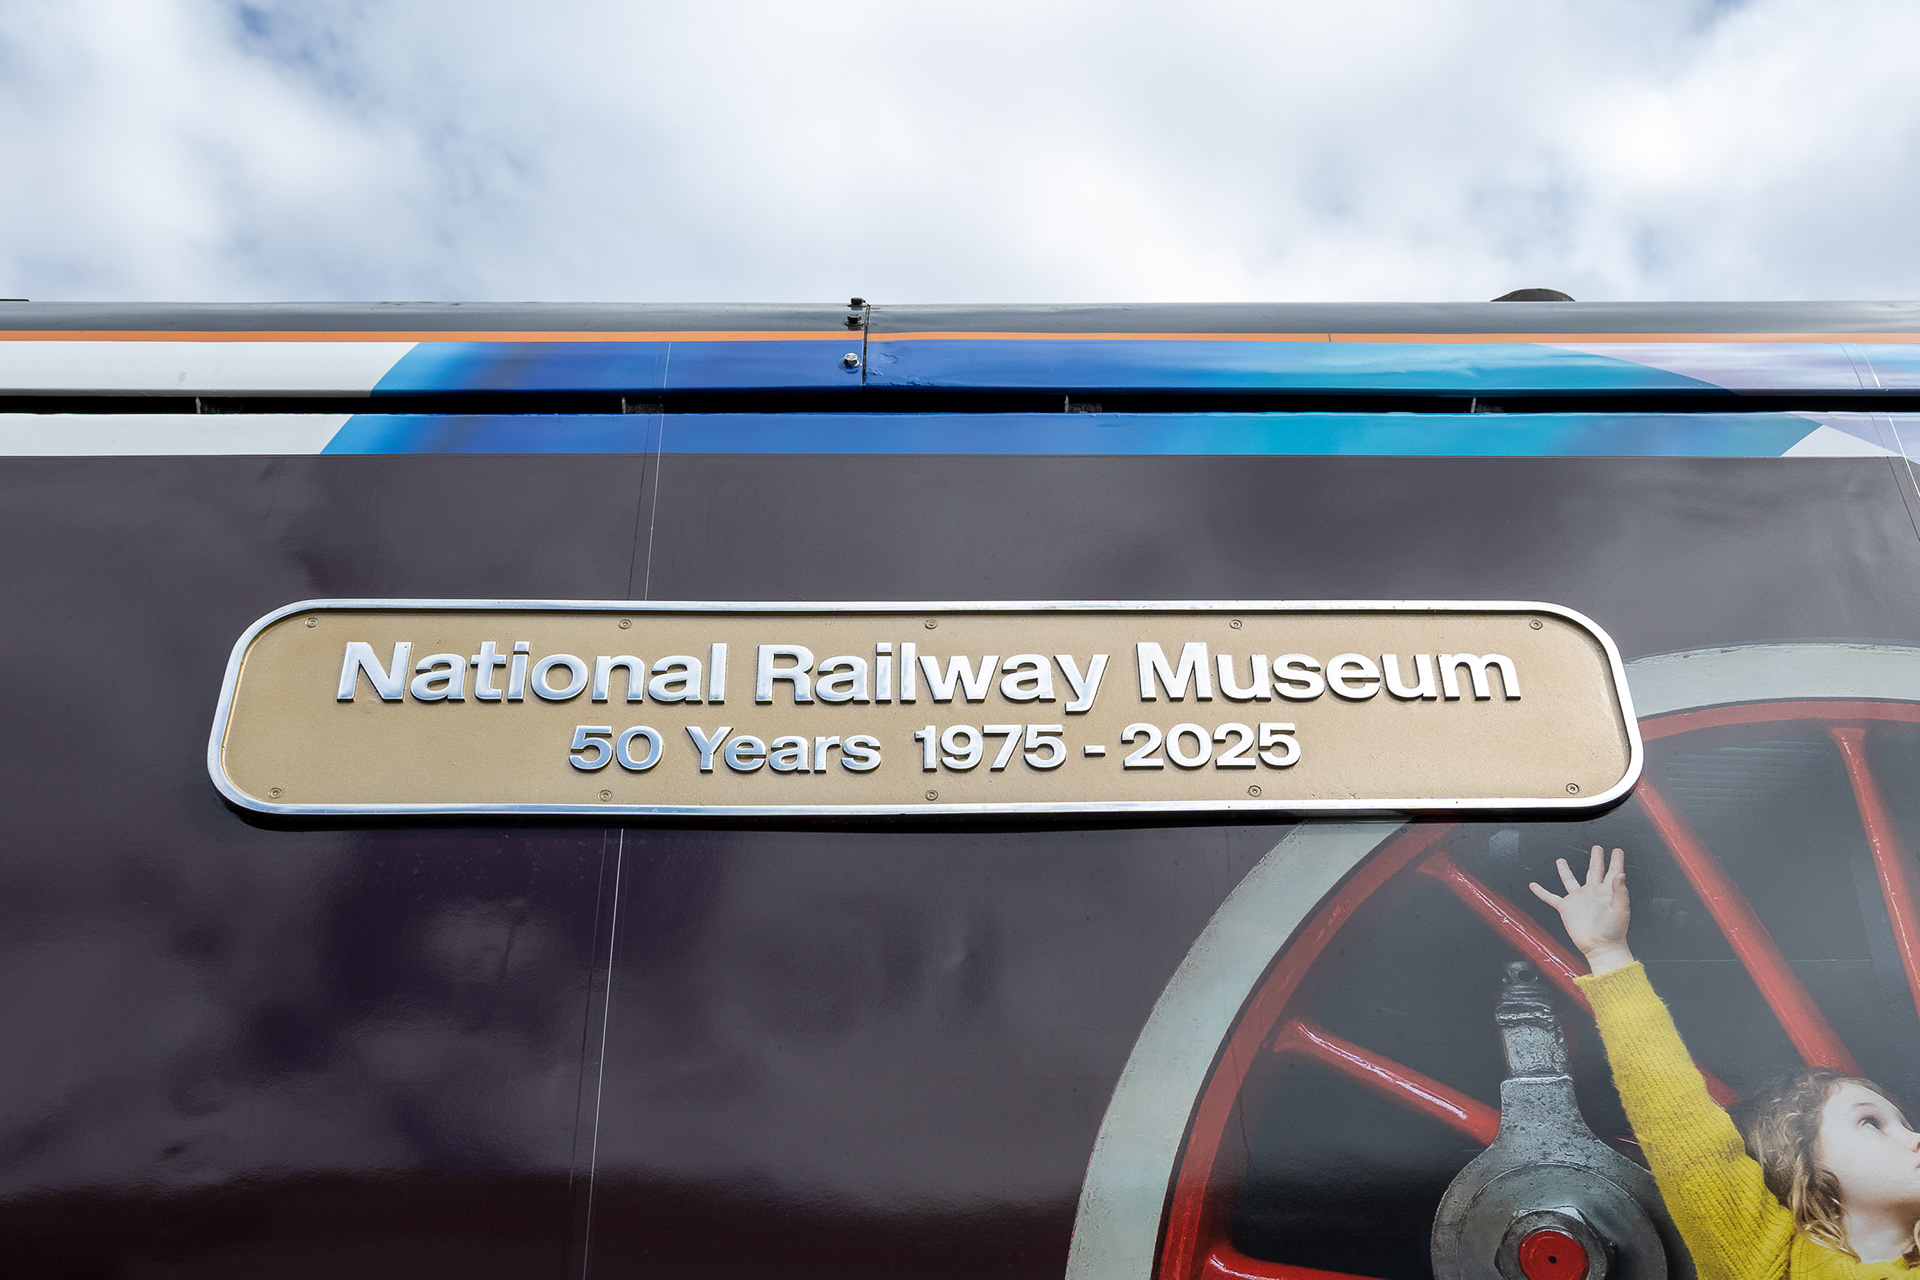 National Railway Museum
50 Years 1975 - 2025